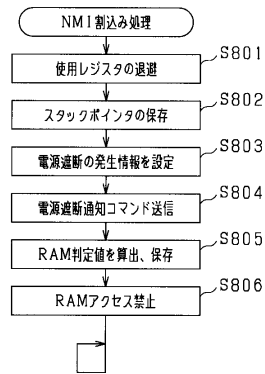 NMI割込み処理
使用レジスタの退避 S801
スタックポインタの保存 S802
電源遮断の発生情報を設定 S803
電源遮断通知コマンド送信 S804
RAM判定値を算出、保存 S805
RAMアクセス禁止 S806